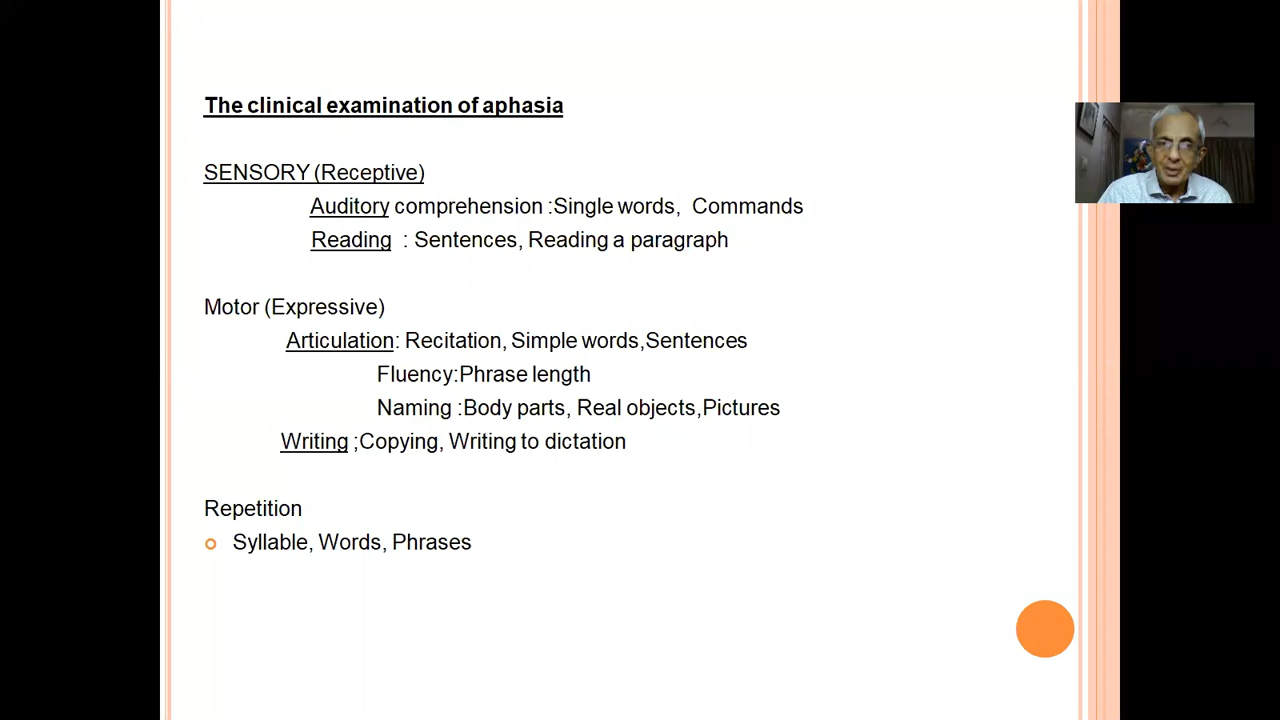 The clinical examination of aphasia
SENSORY (Receptive)
Auditory comprehension :Single words, Commands
Reading : Sentences, Reading a paragraph
Motor (Expressive)
Articulation: Recitation, Simple words,Sentences
Fluency:Phrase length
Naming :Body parts, Real objects,Pictures
Writing ;Copying, Writing to dictation
Repetition
Syllable, Words, Phrases